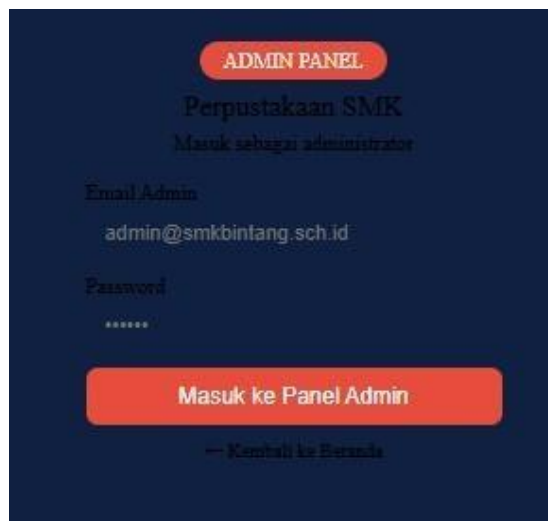 ADMIN PANEL
Perpustakaan SMK
Masuk sebagai administrator
Email Admin
admin@smkbintang.sch.id
Password
••••••
Masuk ke Panel Admin
← Kembali ke Beranda